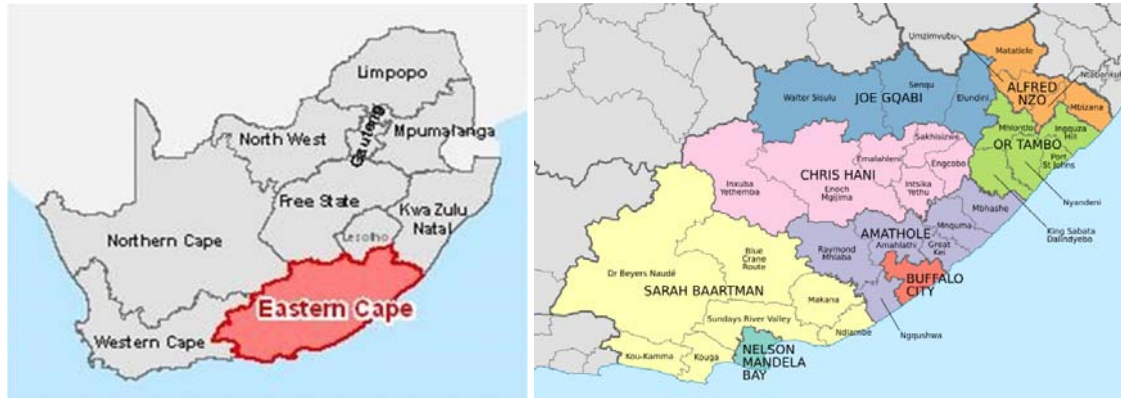 Limpopo
North West
Gauteng
Mpumalanga
Free State
Kwa Zulu
Natal
Lesotho
Northern Cape
Eastern Cape
Western Cape
Umzimvubu
Matatiele
Ntabankulu
ALFRED
NZO
Mbizana
Walter Sisulu
JOE GQABI
Senqu
Elundini
Mhlontlo
Ingquza
Hill
OR TAMBO
Port
St Johns
Nyandeni
King Sabata
Dalindyebo
Sakhisizwe
Emalahleni
Engcobo
CHRIS HANI
Inxuba
Yethemba
Enoch
Mgijima
Intsika
Yethu
Mbhashe
Mnquma
AMATHOLE
Amahlathi
Great
Kei
Raymond
Mhlaba
BUFFALO
CITY
Ngqushwa
Blue
Crane
Route
Dr Beyers Naudé
SARAH BAARTMAN
Makana
Sundays River Valley
Ndlambe
Kou-Kamma
Kouga
NELSON
MANDELA
BAY